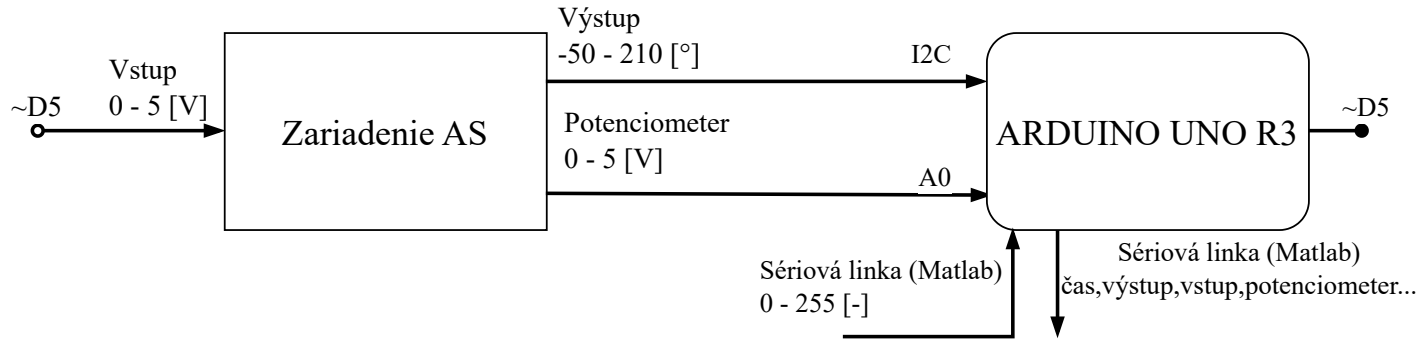 Vstup
0 - 5 [V]
~D5
Zariadenie AS
Výstup
-50 - 210 [°]
I2C
Potenciometer
0 - 5 [V]
A0
ARDUINO UNO R3
~D5
Sériová linka (Matlab)
0 - 255 [-]
Sériová linka (Matlab)
čas,výstup,vstup,potenciometer...